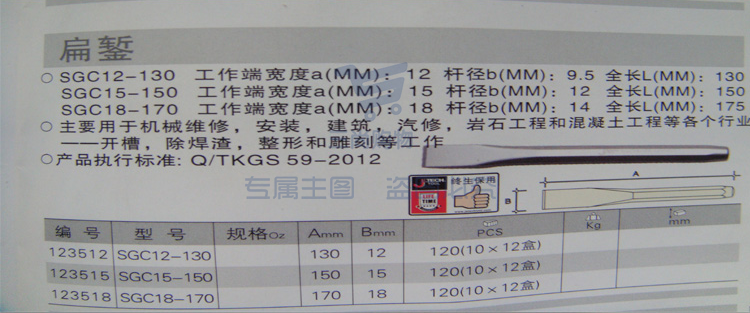 扁錾
○ SGC12-130 工作端宽度a(MM)：12 杆径b(MM)：9.5 全长L(MM)：130
SGC15-150 工作端宽度a(MM)：15 杆径b(MM)：12 全长L(MM)：150
SGC18-170 工作端宽度a(MM)：18 杆径b(MM)：14 全长L(MM)：175
○ 主要用于机械维修，安装，建筑，汽修，岩石工程和混凝土工程等各个行业
——开槽，除焊渣，整形和雕刻等工作
○ 产品执行标准：Q/TKGS 59-2012
专属主图 盗
JTECH 终生保用
LIFE TIME
A
B
编号 型号 规格Oz Amm Bmm PCS Kg mm
123512 SGC12-130 130 12 120(10×12盒)
123515 SGC15-150 150 15 120(10×12盒)
123518 SGC18-170 170 18 120(10×12盒)